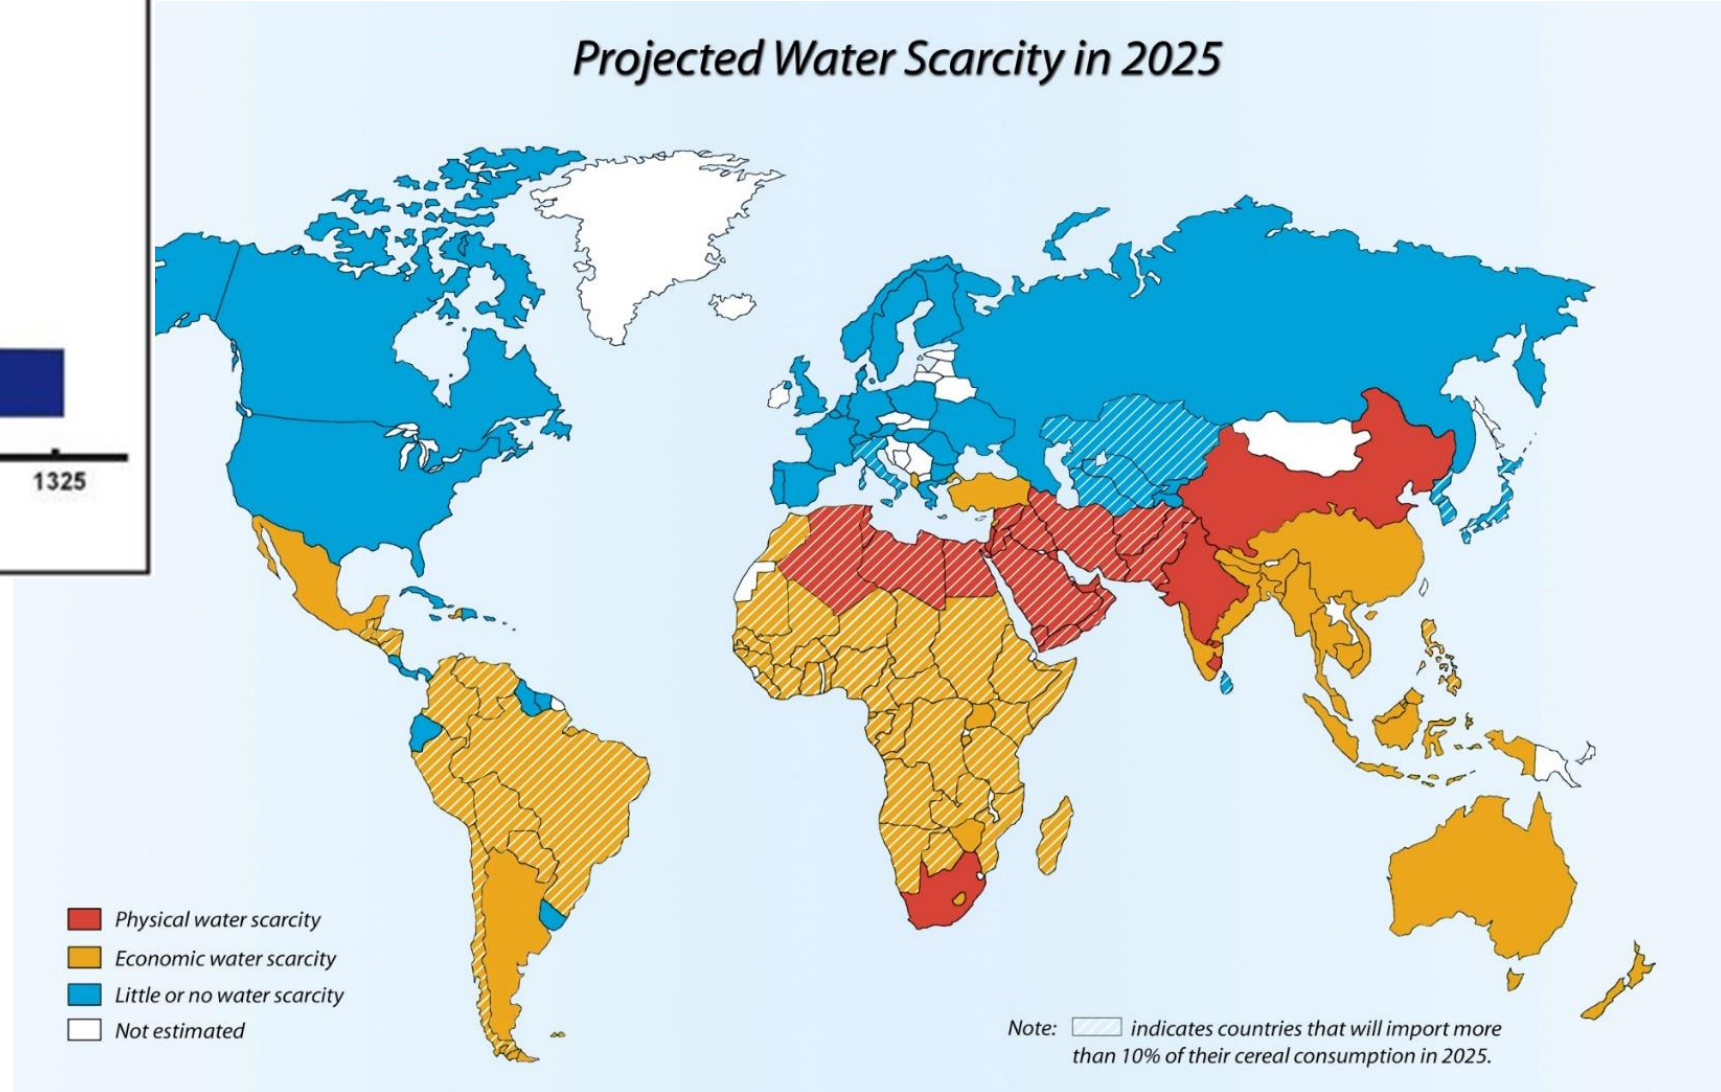 Projected Water Scarcity in 2025
1325
Physical water scarcity
Economic water scarcity
Little or no water scarcity
Not estimated
Note: indicates countries that will import more
than 10% of their cereal consumption in 2025.